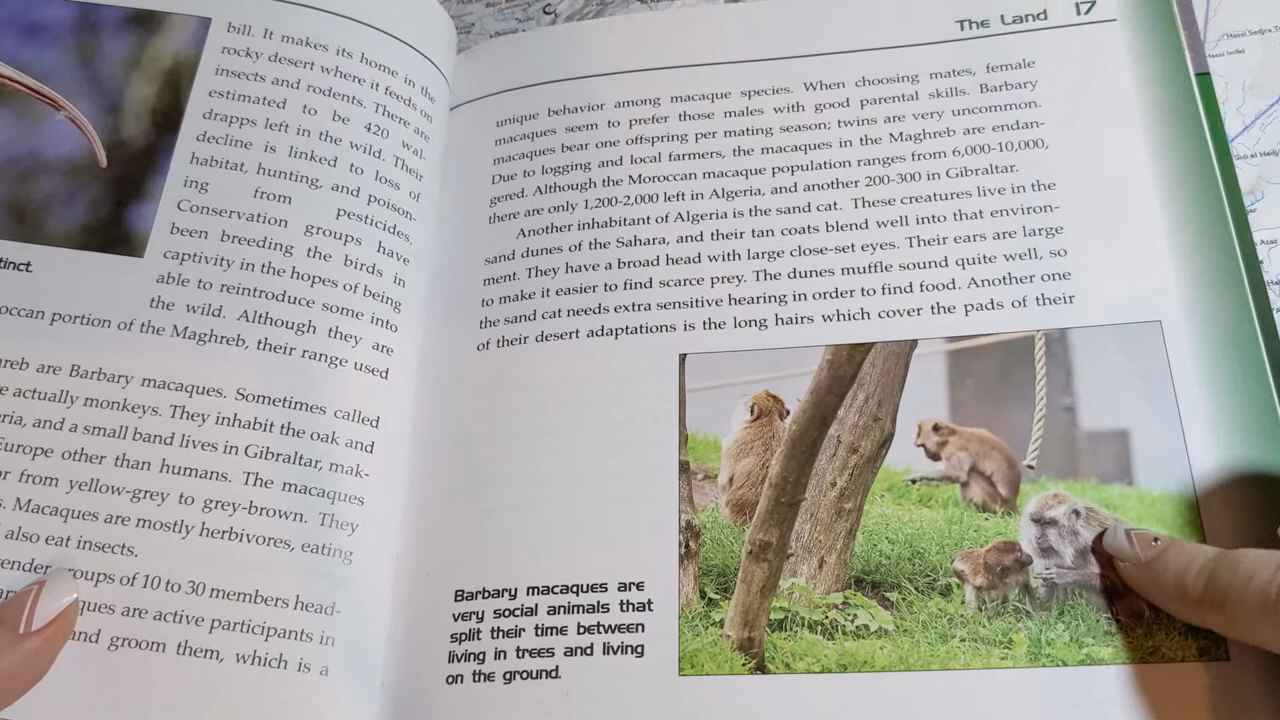 bill. It makes its home in the
rocky desert where it feeds on
insects and rodents. There are
estimated to be 420 wal-
drapps left in the wild. Their
decline is linked to loss of
habitat, hunting, and poison-
ing from pesticides.
Conservation groups have
been breeding the birds in
captivity in the hopes of being
able to reintroduce some into
the wild. Although they are
tinct.
occan portion of the Maghreb, their range used
hreb are Barbary macaques. Sometimes called
actually monkeys. They inhabit the oak and
ria, and a small band lives in Gibraltar, mak-
Europe other than humans. The macaques
or from yellow-grey to grey-brown. They
s. Macaques are mostly herbivores, eating
also eat insects.
ender groups of 10 to 30 members head-
ques are active participants in
and groom them, which is a
The Land 17
unique behavior among macaque species. When choosing mates, female
macaques seem to prefer those males with good parental skills. Barbary
macaques bear one offspring per mating season; twins are very uncommon.
Due to logging and local farmers, the macaques in the Maghreb are endan-
gered. Although the Moroccan macaque population ranges from 6,000-10,000,
there are only 1,200-2,000 left in Algeria, and another 200-300 in Gibraltar.
Another inhabitant of Algeria is the sand cat. These creatures live in the
sand dunes of the Sahara, and their tan coats blend well into that environ-
ment. They have a broad head with large close-set eyes. Their ears are large
to make it easier to find scarce prey. The dunes muffle sound quite well, so
the sand cat needs extra sensitive hearing in order to find food. Another one
of their desert adaptations is the long hairs which cover the pads of their
Barbary macaques are
very social animals that
split their time between
living in trees and living
on the ground.
Hassi Inifel